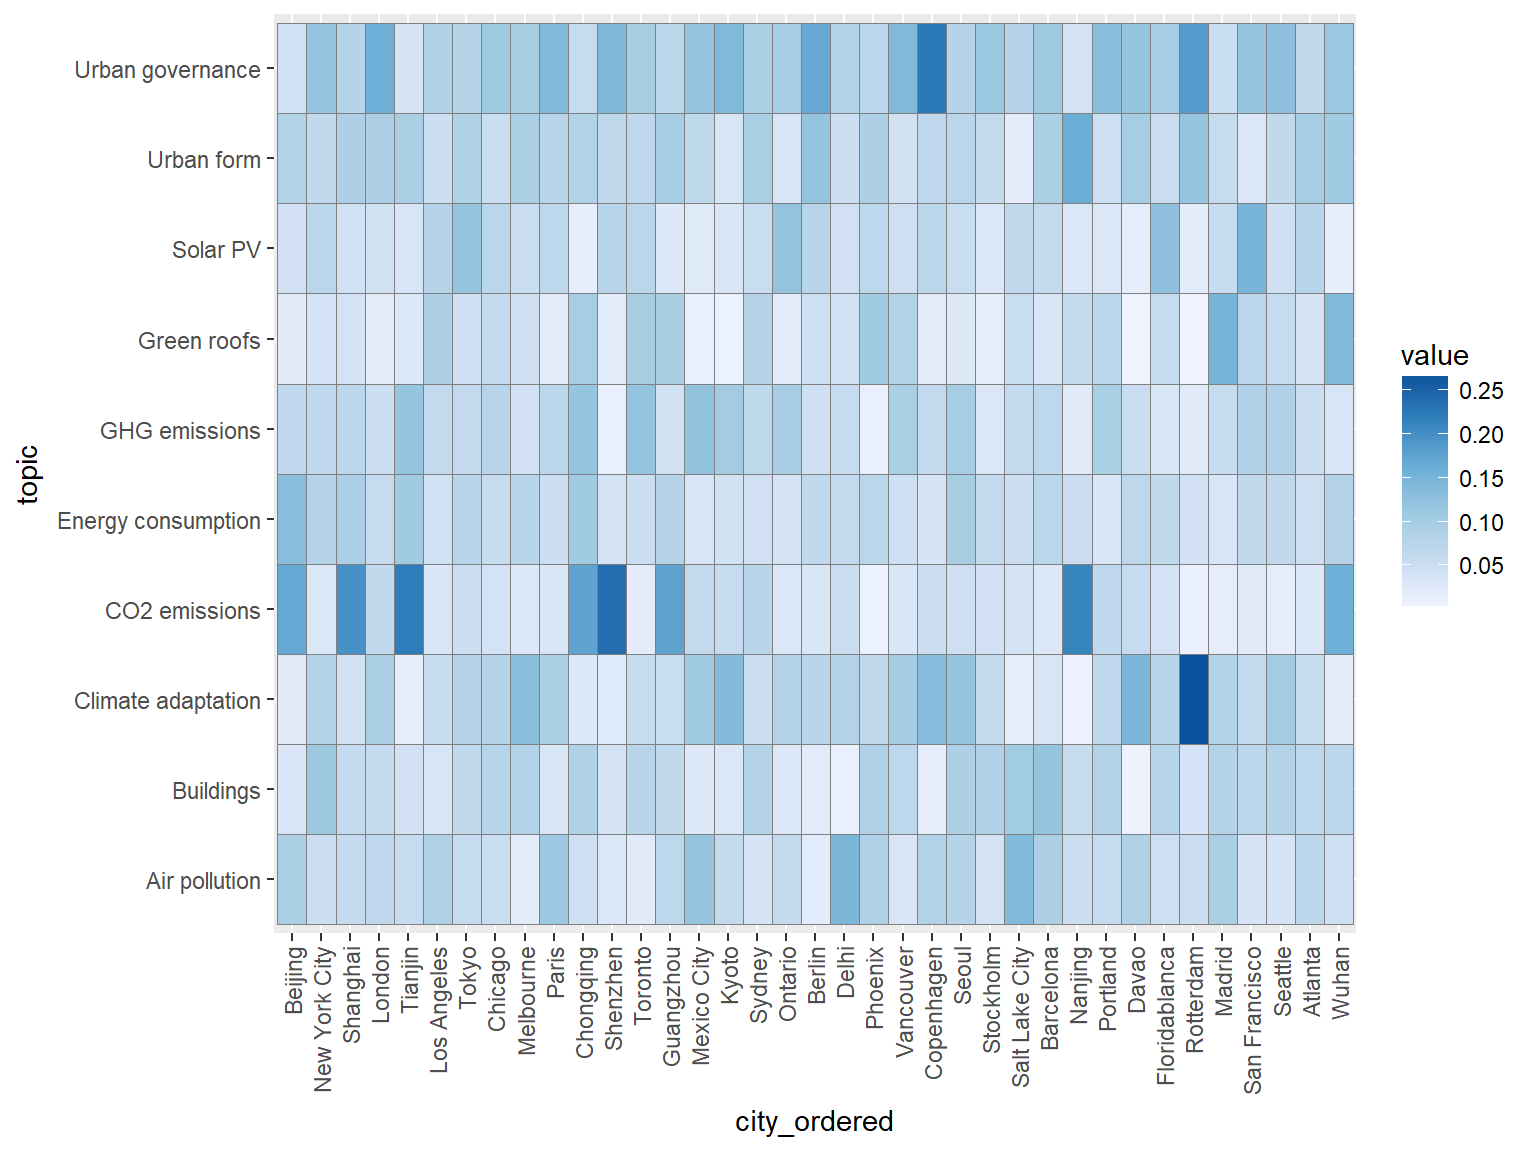 Urban governance
Urban form
Solar PV
Green roofs
GHG emissions
Energy consumption
CO2 emissions
Climate adaptation
Buildings
Air pollution
topic
Beijing
New York City
Shanghai
London
Tianjin
Los Angeles
Tokyo
Chicago
Melbourne
Paris
Chongqing
Shenzhen
Toronto
Guangzhou
Mexico City
Kyoto
Sydney
Ontario
Berlin
Delhi
Phoenix
Vancouver
Copenhagen
Seoul
Stockholm
Salt Lake City
Barcelona
Nanjing
Portland
Davao
Floridablanca
Rotterdam
Madrid
San Francisco
Seattle
Atlanta
Wuhan
city_ordered
value
0.25
0.20
0.15
0.10
0.05